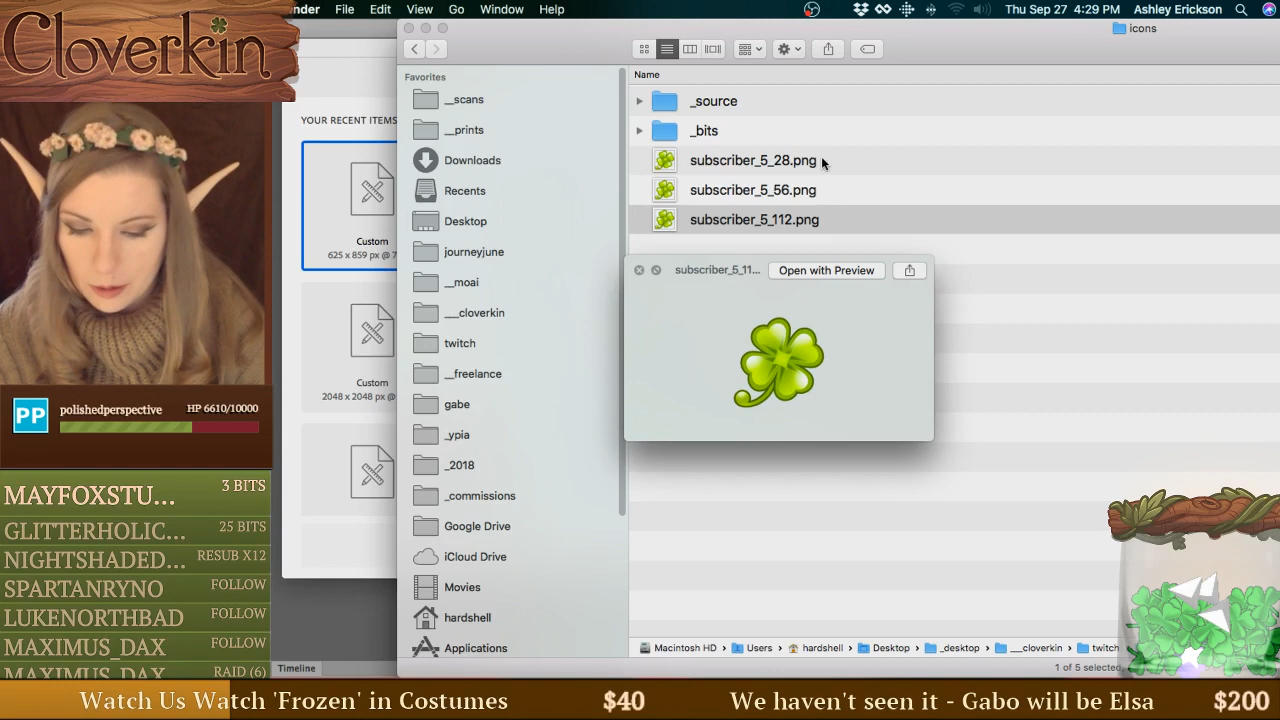 Cloverkin
nder File Edit View Go Window Help
Thu Sep 27 4:29 PM Ashley Erickson
icons
YOUR RECENT ITEMS
Custom
625 x 859 px @ 7
Custom
2048 x 2048 px @
Timeline
Favorites
__scans
__prints
Downloads
Recents
Desktop
journeyjune
__moai
___cloverkin
twitch
__freelance
gabe
_ypia
_2018
_commissions
Google Drive
iCloud Drive
Movies
hardshell
Applications
Name
_source
_bits
subscriber_5_28.png
subscriber_5_56.png
subscriber_5_112.png
subscriber_5_11... Open with Preview
Macintosh HD › Users › hardshell › Desktop › _desktop › ___cloverkin › twitch
1 of 5 selected,
PP polishedperspective HP 6610/10000
MAYFOXSTU... 3 BITS
GLITTERHOLIC... 25 BITS
NIGHTSHADED... RESUB X12
SPARTANRYNO FOLLOW
LUKENORTHBAD FOLLOW
MAXIMUS_DAX FOLLOW
MAXIMUS_DAX RAID (6)
Watch Us Watch 'Frozen' in Costumes $40 We haven't seen it - Gabo will be Elsa $200